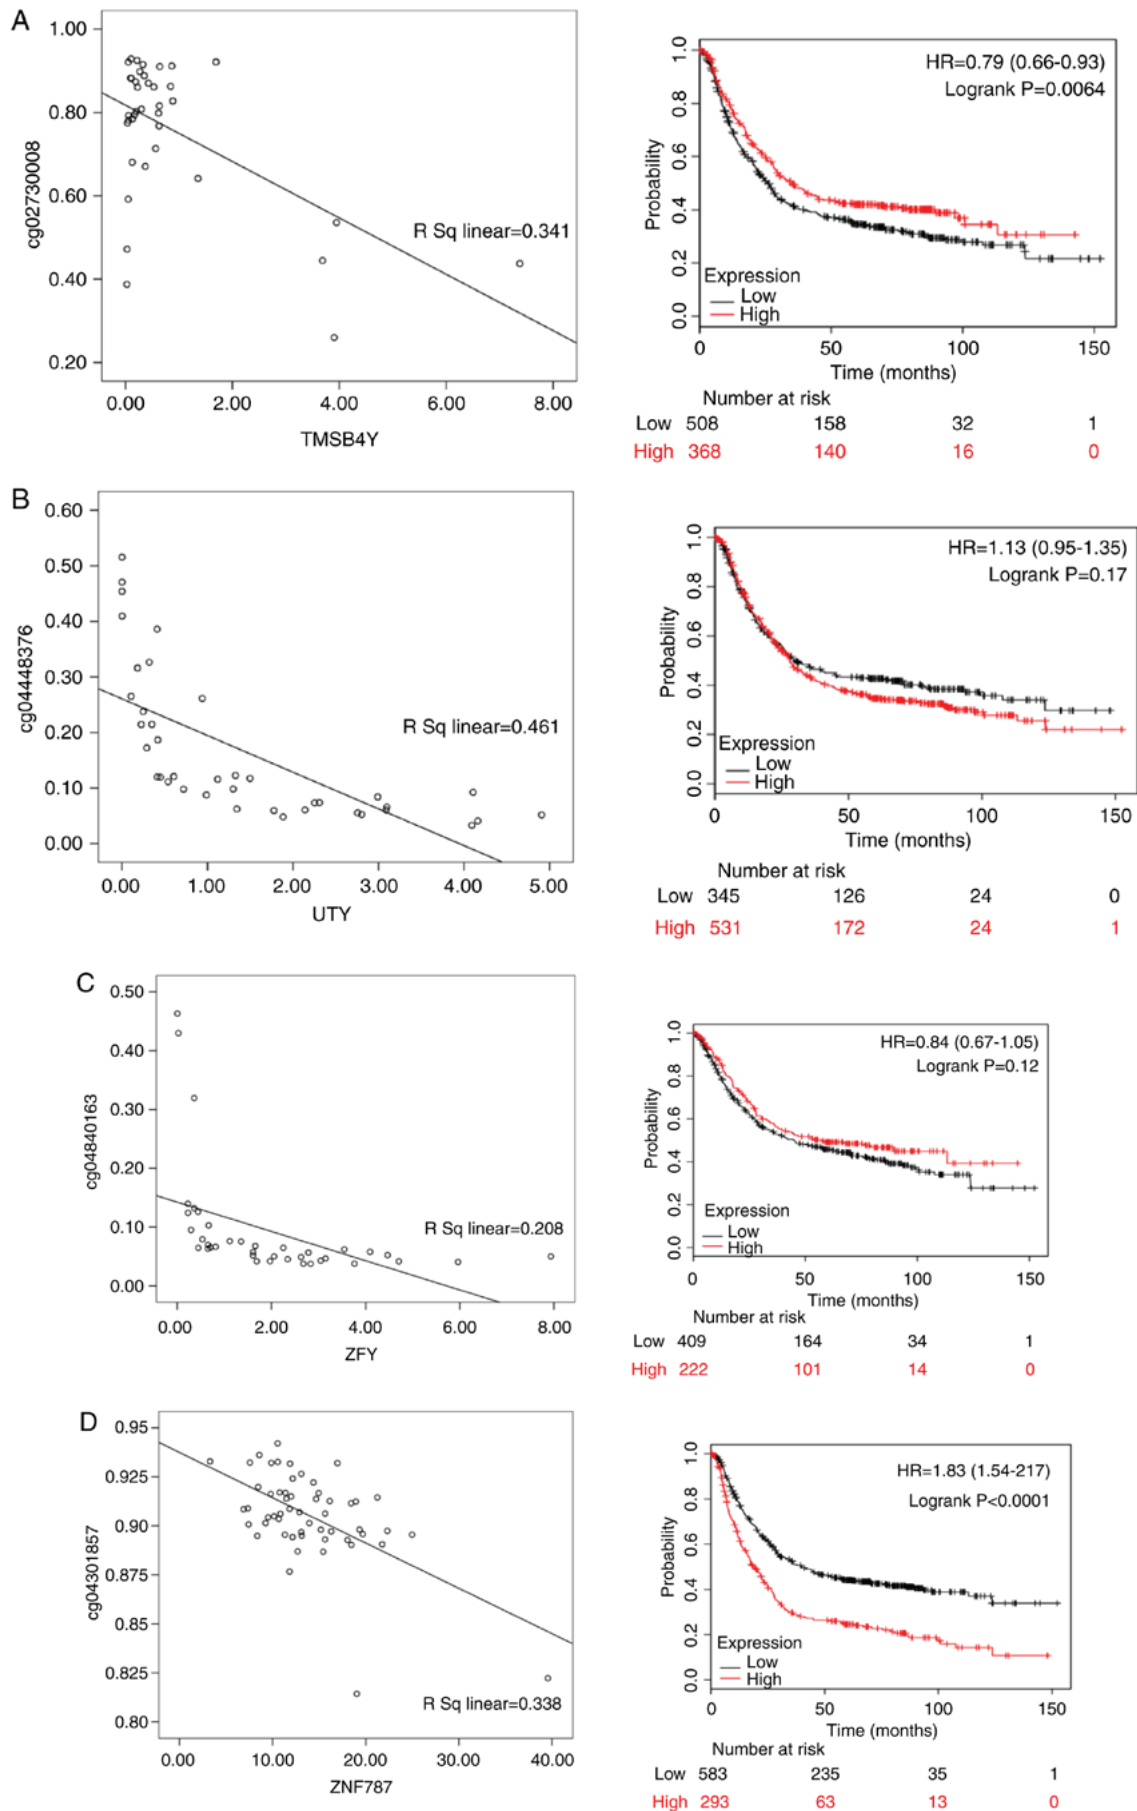 A
1.00
0.80
0.60
0.40
0.20
cg02730008
R Sq linear=0.341
0.00 2.00 4.00 6.00 8.00
TMSB4Y
1.0
0.8
0.6
0.4
0.2
0.0
Probability
HR=0.79 (0.66-0.93)
Logrank P=0.0064
Expression
Low
High
0 50 100 150
Time (months)
Number at risk
Low 508 158 32 1
High 368 140 16 0
B
0.60
0.50
0.40
0.30
0.20
0.10
0.00
cg04448376
R Sq linear=0.461
0.00 1.00 2.00 3.00 4.00 5.00
UTY
1.0
0.8
0.6
0.4
0.2
0.0
Probability
HR=1.13 (0.95-1.35)
Logrank P=0.17
Expression
Low
High
0 50 100 150
Time (months)
Number at risk
Low 345 126 24 0
High 531 172 24 1
C
0.50
0.40
0.30
0.20
0.10
0.00
cg04840163
R Sq linear=0.208
0.00 2.00 4.00 6.00 8.00
ZFY
1.0
0.8
0.6
0.4
0.2
0.0
Probability
HR=0.84 (0.67-1.05)
Logrank P=0.12
Expression
Low
High
0 50 100 150
Time (months)
Number at risk
Low 409 164 34 1
High 222 101 14 0
D
0.95
0.925
0.90
0.875
0.85
0.825
0.80
cg04301857
R Sq linear=0.338
0.00 10.00 20.00 30.00 40.00
ZNF787
1.0
0.8
0.6
0.4
0.2
0.0
Probability
HR=1.83 (1.54-217)
Logrank P<0.0001
Expression
Low
High
0 50 100 150
Time (months)
Number at risk
Low 583 235 35 1
High 293 63 13 0